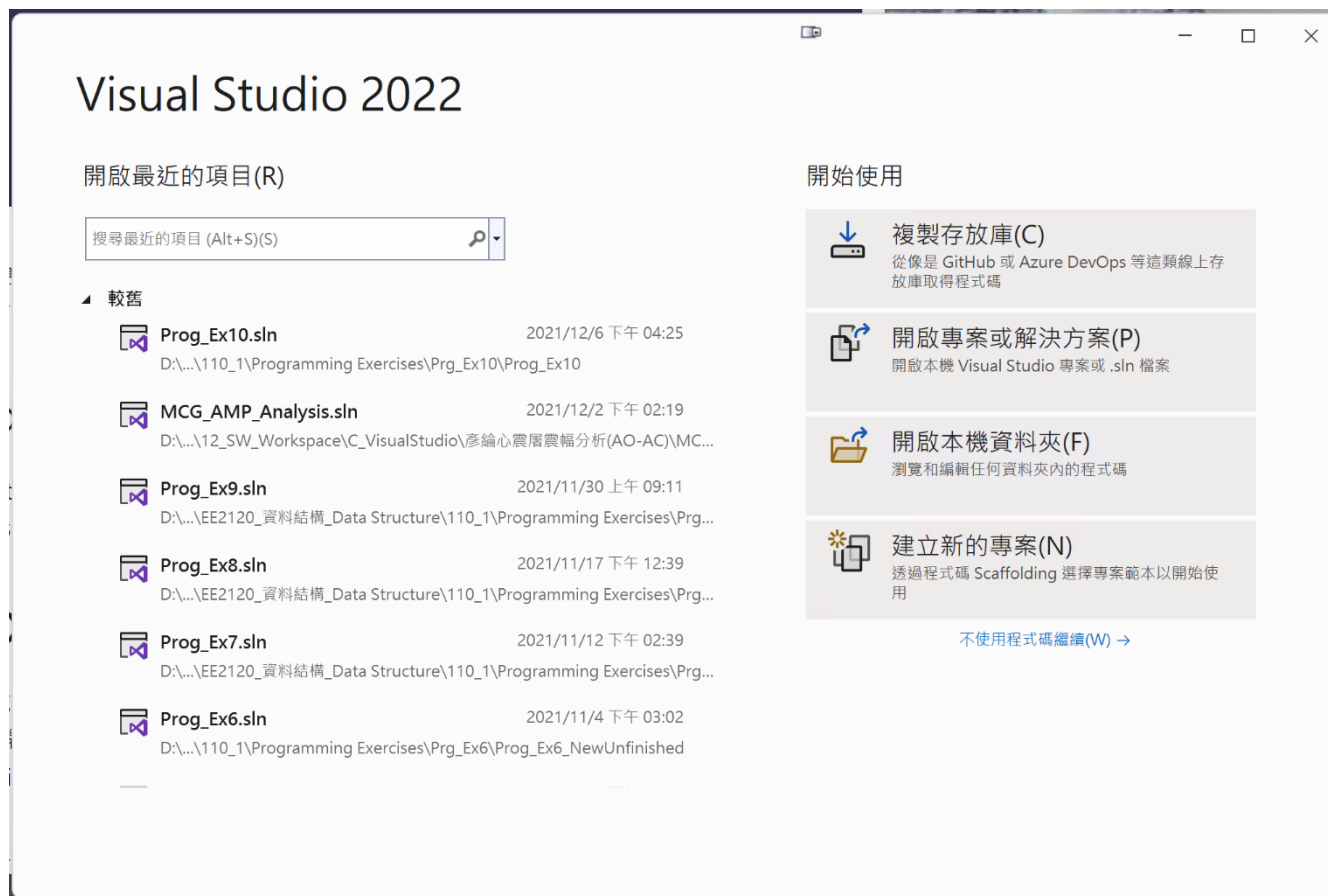 Visual Studio 2022
開啟最近的項目(R)
搜尋最近的項目 (Alt+S)(S)
較舊
Prog_Ex10.sln 2021/12/6 下午 04:25
D:\...\110_1\Programming Exercises\Prg_Ex10\Prog_Ex10
MCG_AMP_Analysis.sln 2021/12/2 下午 02:19
D:\...\12_SW_Workspace\C_VisualStudio\彥綸心震屠震幅分析(AO-AC)\MC...
Prog_Ex9.sln 2021/11/30 上午 09:11
D:\...\EE2120_資料結構_Data Structure\110_1\Programming Exercises\Prg...
Prog_Ex8.sln 2021/11/17 下午 12:39
D:\...\EE2120_資料結構_Data Structure\110_1\Programming Exercises\Prg...
Prog_Ex7.sln 2021/11/12 下午 02:39
D:\...\EE2120_資料結構_Data Structure\110_1\Programming Exercises\Prg...
Prog_Ex6.sln 2021/11/4 下午 03:02
D:\...\110_1\Programming Exercises\Prg_Ex6\Prog_Ex6_NewUnfinished
開始使用
複製存放庫(C)
從像是 GitHub 或 Azure DevOps 等這類線上存
放庫取得程式碼
開啟專案或解決方案(P)
開啟本機 Visual Studio 專案或 .sln 檔案
開啟本機資料夾(F)
瀏覽和編輯任何資料夾內的程式碼
建立新的專案(N)
透過程式碼 Scaffolding 選擇專案範本以開始使
用
不使用程式碼繼續(W) →